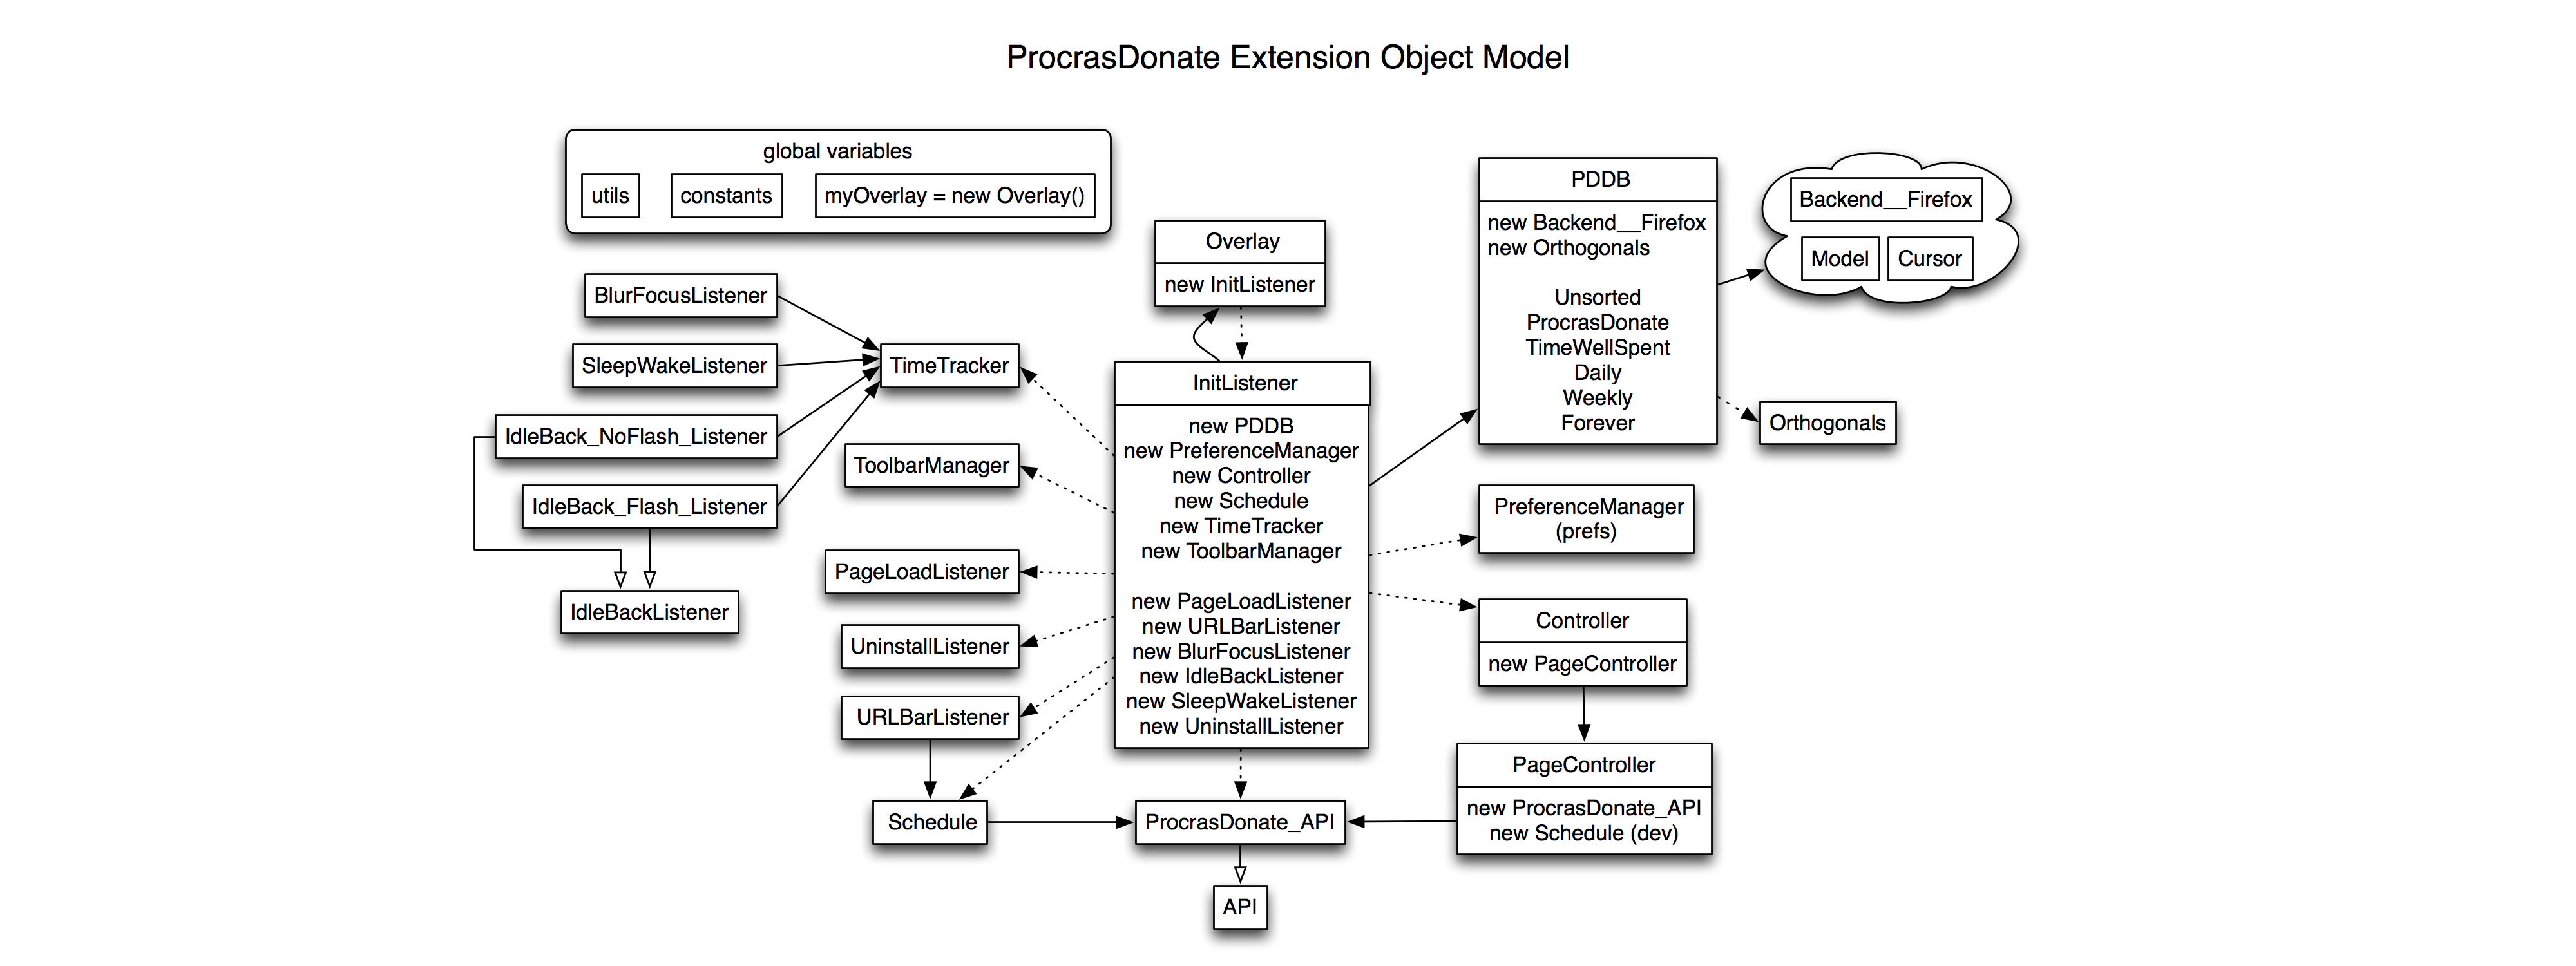 ProcrasDonate Extension Object Model
global variables
utils
constants
myOverlay = new Overlay()
BlurFocusListener
SleepWakeListener
IdleBack_NoFlash_Listener
IdleBack_Flash_Listener
IdleBackListener
TimeTracker
ToolbarManager
PageLoadListener
UninstallListener
URLBarListener
Schedule
Overlay
new InitListener
InitListener
new PDDB
new PreferenceManager
new Controller
new Schedule
new TimeTracker
new ToolbarManager
new PageLoadListener
new URLBarListener
new BlurFocusListener
new IdleBackListener
new SleepWakeListener
new UninstallListener
ProcrasDonate_API
API
PDDB
new Backend__Firefox
new Orthogonals
Unsorted
ProcrasDonate
TimeWellSpent
Daily
Weekly
Forever
Backend__Firefox
Model
Cursor
Orthogonals
PreferenceManager
(prefs)
Controller
new PageController
PageController
new ProcrasDonate_API
new Schedule (dev)